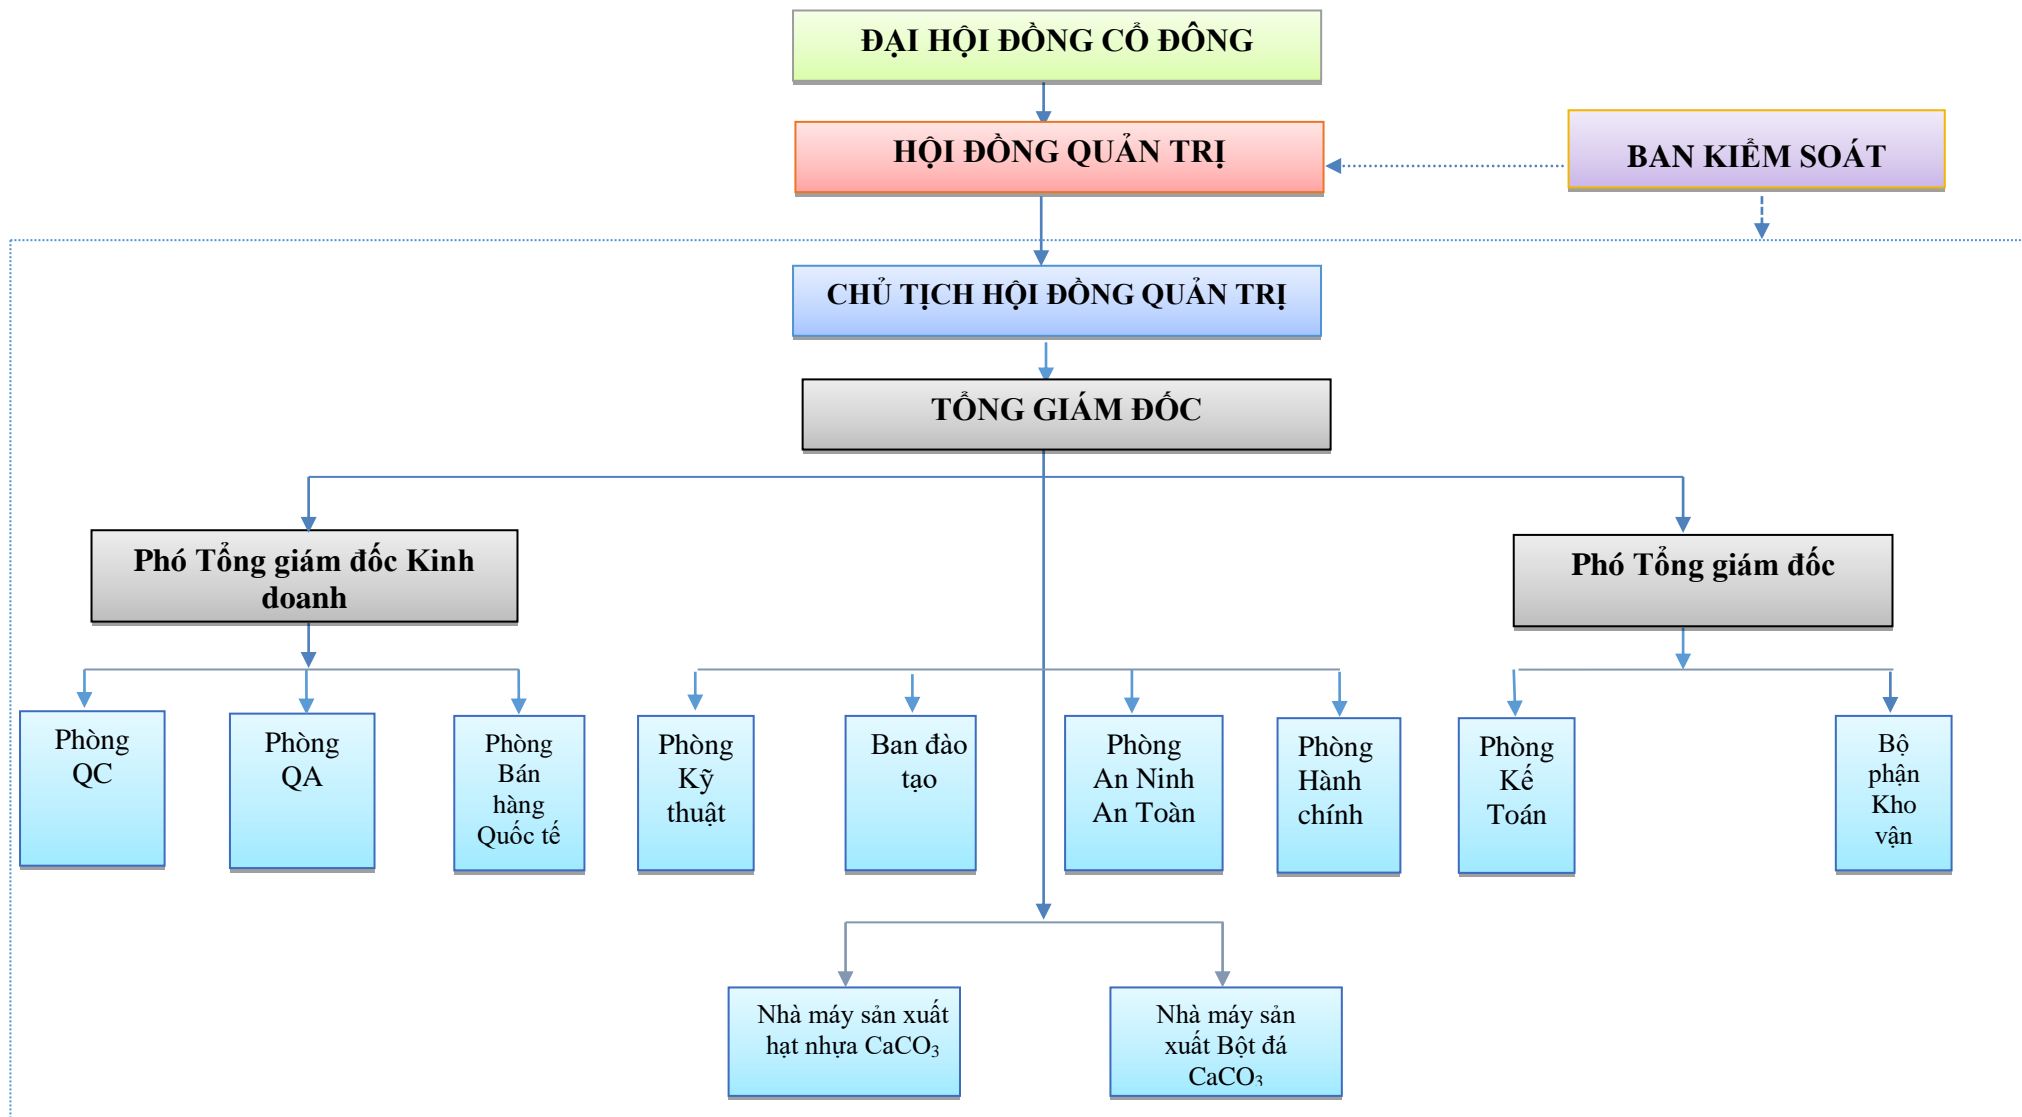 ĐẠI HỘI ĐỒNG CỔ ĐÔNG
HỘI ĐỒNG QUẢN TRỊ
BAN KIỂM SOÁT
CHỦ TỊCH HỘI ĐỒNG QUẢN TRỊ
TỔNG GIÁM ĐỐC
Phó Tổng giám đốc Kinh
doanh
Phó Tổng giám đốc
Phòng
QC
Phòng
QA
Phòng
Bán
hàng
Quốc tế
Phòng
Kỹ
thuật
Ban đào
tạo
Phòng
An Ninh
An Toàn
Phòng
Hành
chính
Phòng
Kế
Toán
Bộ
phận
Kho
vận
Nhà máy sản xuất
hạt nhựa CaCO₃
Nhà máy sản
xuất Bột đá
CaCO₃